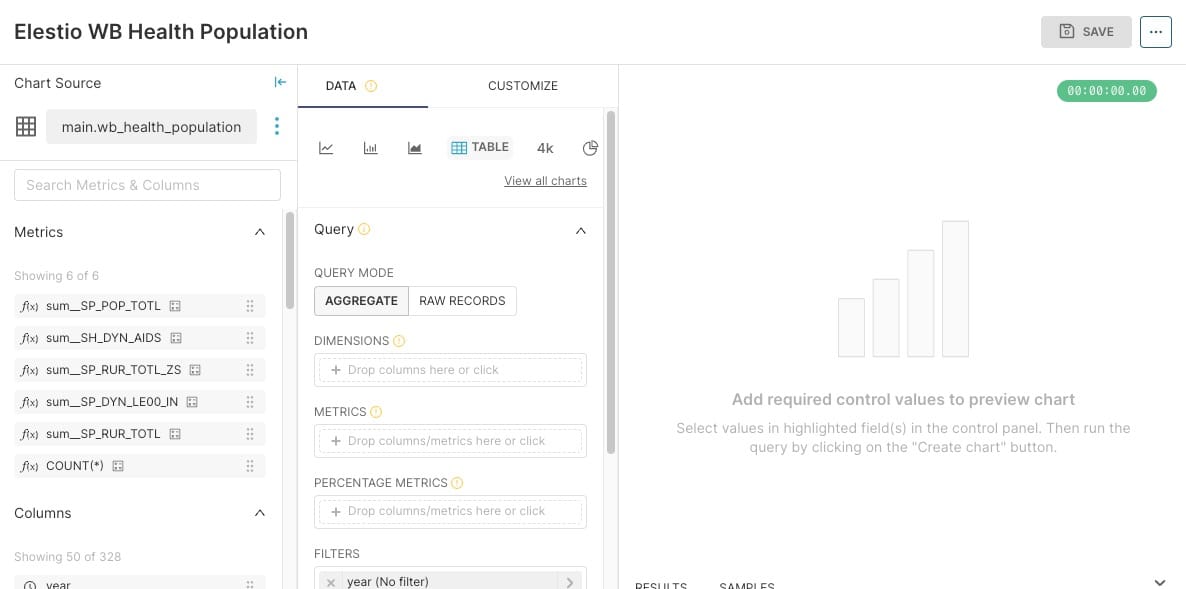 Elestio WB Health Population
SAVE
Chart Source
main.wb_health_population
Search Metrics & Columns
Metrics
Showing 6 of 6
f(x) sum__SP_POP_TOTL
f(x) sum__SH_DYN_AIDS
f(x) sum__SP_RUR_TOTL_ZS
f(x) sum__SP_DYN_LE00_IN
f(x) sum__SP_RUR_TOTL
f(x) COUNT(*)
Columns
Showing 50 of 328
year
DATA
CUSTOMIZE
TABLE
4k
View all charts
Query
QUERY MODE
AGGREGATE
RAW RECORDS
DIMENSIONS
+ Drop columns here or click
METRICS
+ Drop columns/metrics here or click
PERCENTAGE METRICS
+ Drop columns/metrics here or click
FILTERS
year (No filter)
00:00:00.00
Add required control values to preview chart
Select values in highlighted field(s) in the control panel. Then run the
query by clicking on the "Create chart" button.
RESULTS
SAMPLES